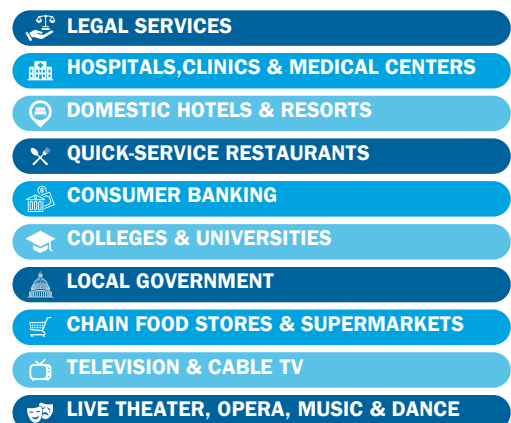 LEGAL SERVICES
HOSPITALS,CLINICS & MEDICAL CENTERS
DOMESTIC HOTELS & RESORTS
QUICK-SERVICE RESTAURANTS
CONSUMER BANKING
COLLEGES & UNIVERSITIES
LOCAL GOVERNMENT
CHAIN FOOD STORES & SUPERMARKETS
TELEVISION & CABLE TV
LIVE THEATER, OPERA, MUSIC & DANCE